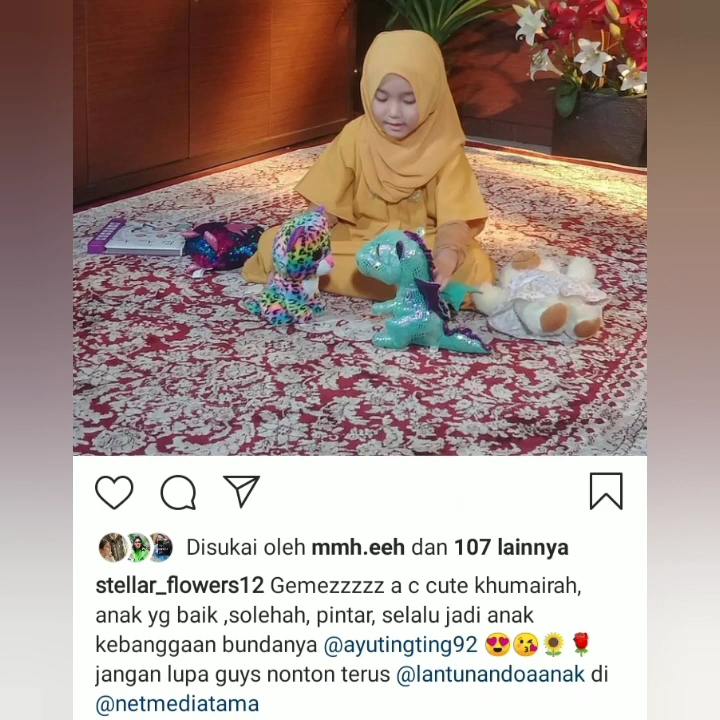 Disukai oleh mmh.eeh dan 107 lainnya
stellar_flowers12 Gemezzzzz a c cute khumairah,
anak yg baik ,solehah, pintar, selalu jadi anak
kebanggaan bundanya @ayutingting92 😍😘🌻🌹
jangan lupa guys nonton terus @lantunandoaanak di
@netmediatama